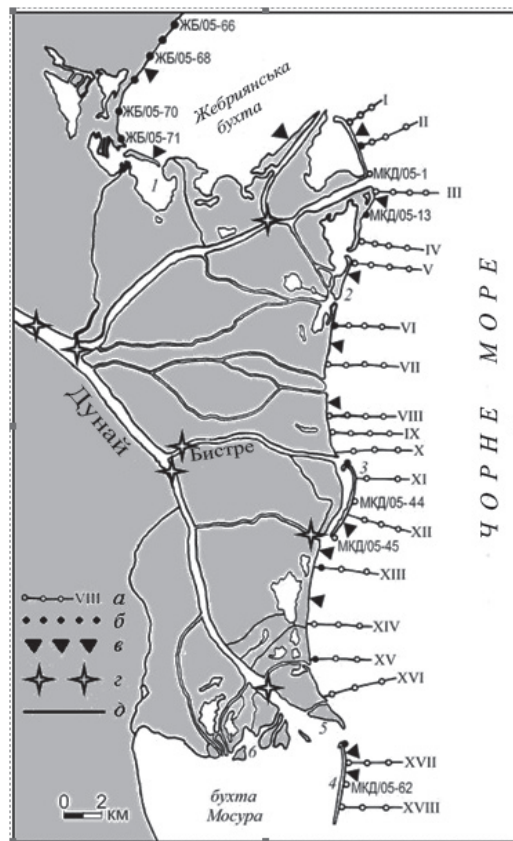 ЖБ/05-66
ЖБ/05-68
ЖБ/05-70
ЖБ/05-71
Жебриянська
бухта
I
II
МКД/05-1
III
МКД/05-13
IV
V
1
2
VI
VII
VIII
IX
X
Дунай
Бистре
3
XI
МКД/05-44
XII
МКД/05-45
XIII
XIV
XV
XVI
5
6
XVII
4
МКД/05-62
XVIII
ЧОРНЕ МОРЕ
VIII а
б
в
г
д
0 2
км
бухта
Мосура